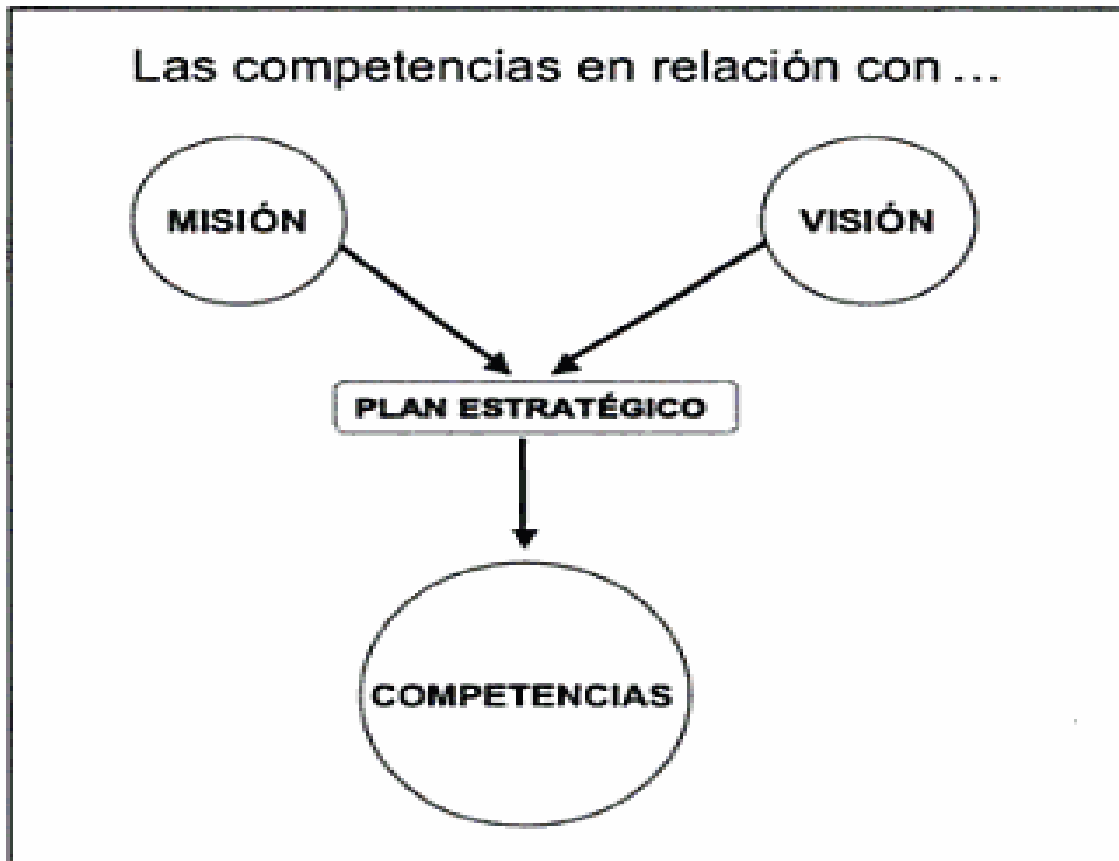 Las competencias en relación con ...
MISIÓN
VISIÓN
PLAN ESTRATÉGICO
COMPETENCIAS